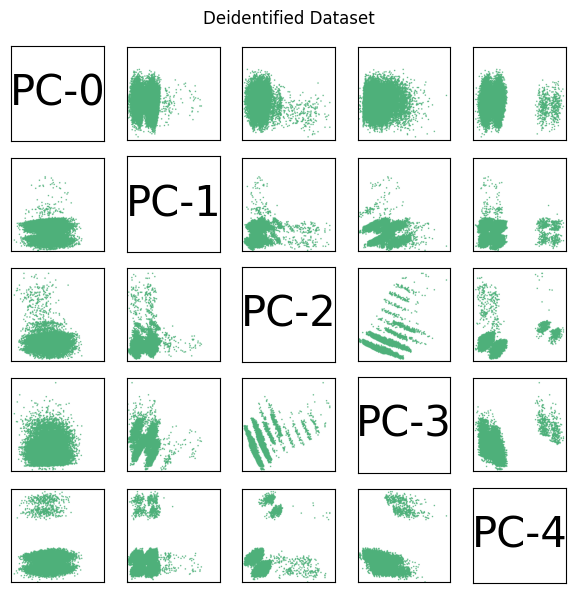 Deidentified Dataset
PC-0
PC-1
PC-2
PC-3
PC-4